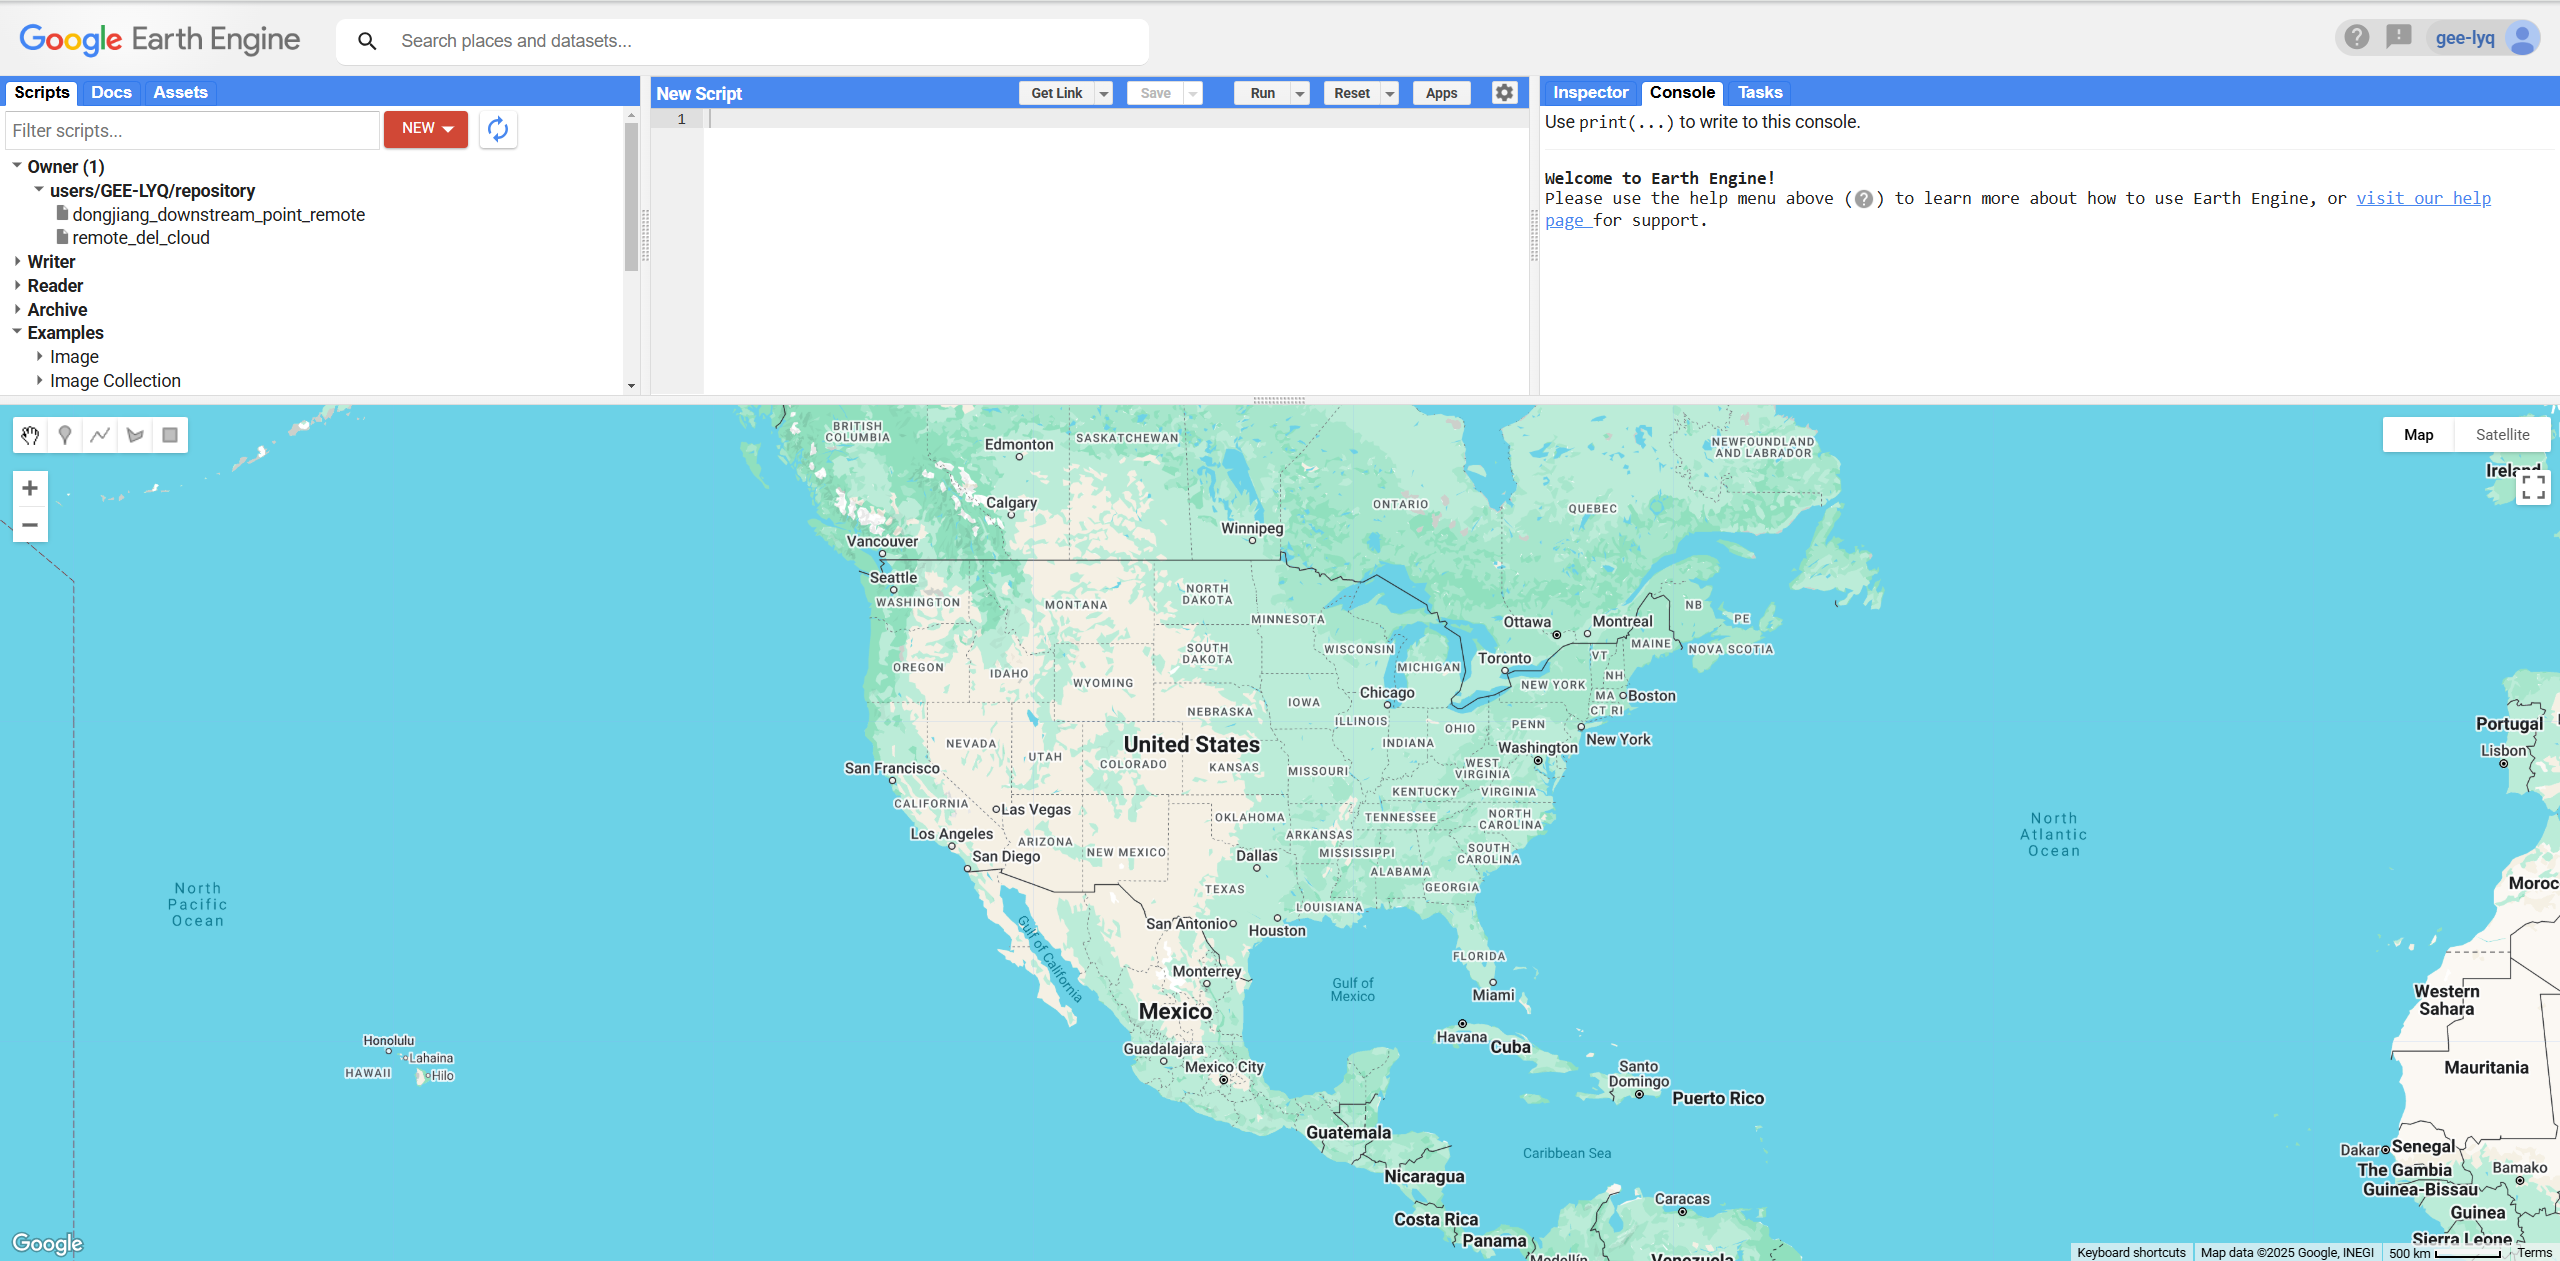 Google Earth Engine
Search places and datasets...
gee-lyq
Scripts Docs Assets
Filter scripts...
NEW
Owner (1)
users/GEE-LYQ/repository
dongjiang_downstream_point_remote
remote_del_cloud
Writer
Reader
Archive
Examples
Image
Image Collection
New Script
Get Link Save Run Reset Apps
1
Inspector Console Tasks
Use print(...) to write to this console.
Welcome to Earth Engine!
Please use the help menu above (?) to learn more about how to use Earth Engine, or visit our help
page for support.
Map Satellite
BRITISH
COLUMBIA
Edmonton
SASKATCHEWAN
NEWFOUNDLAND
AND LABRADOR
Ireland
Calgary
ONTARIO
QUEBEC
Winnipeg
Vancouver
Seattle
WASHINGTON
MONTANA
NORTH
DAKOTA
MINNESOTA
NB
PE
Ottawa
Montreal
MAINE
NOVA SCOTIA
OREGON
IDAHO
SOUTH
DAKOTA
WISCONSIN
MICHIGAN
Toronto
VT
NH
WYOMING
NEW YORK
MA
Boston
CT RI
IOWA
Chicago
NEBRASKA
ILLINOIS
OHIO
PENN
Portugal
Lisbon
NEVADA
UTAH
United States
COLORADO
KANSAS
MISSOURI
INDIANA
Washington
New York
WEST
VIRGINIA
San Francisco
CALIFORNIA
Las Vegas
KENTUCKY
VIRGINIA
OKLAHOMA
TENNESSEE
NORTH
CAROLINA
North
Atlantic
Ocean
Los Angeles
ARIZONA
NEW MEXICO
ARKANSAS
San Diego
Dallas
MISSISSIPPI
SOUTH
CAROLINA
ALABAMA
GEORGIA
TEXAS
LOUISIANA
Moroc
North
Pacific
Ocean
San Antonio
Houston
Gulf of California
FLORIDA
Monterrey
Gulf of
Mexico
Miami
Western
Sahara
Mexico
Havana
Cuba
Honolulu
Lahaina
HAWAII
Hilo
Guadalajara
Mexico City
Santo
Domingo
Puerto Rico
Mauritania
Guatemala
Caribbean Sea
Nicaragua
Dakar
Senegal
The Gambia
Bamako
Guinea-Bissau
Caracas
Guinea
Costa Rica
Panama
Sierra Leone
Medellín
Venezuela
Google
Keyboard shortcuts Map data ©2025 Google, INEGI 500 km Terms